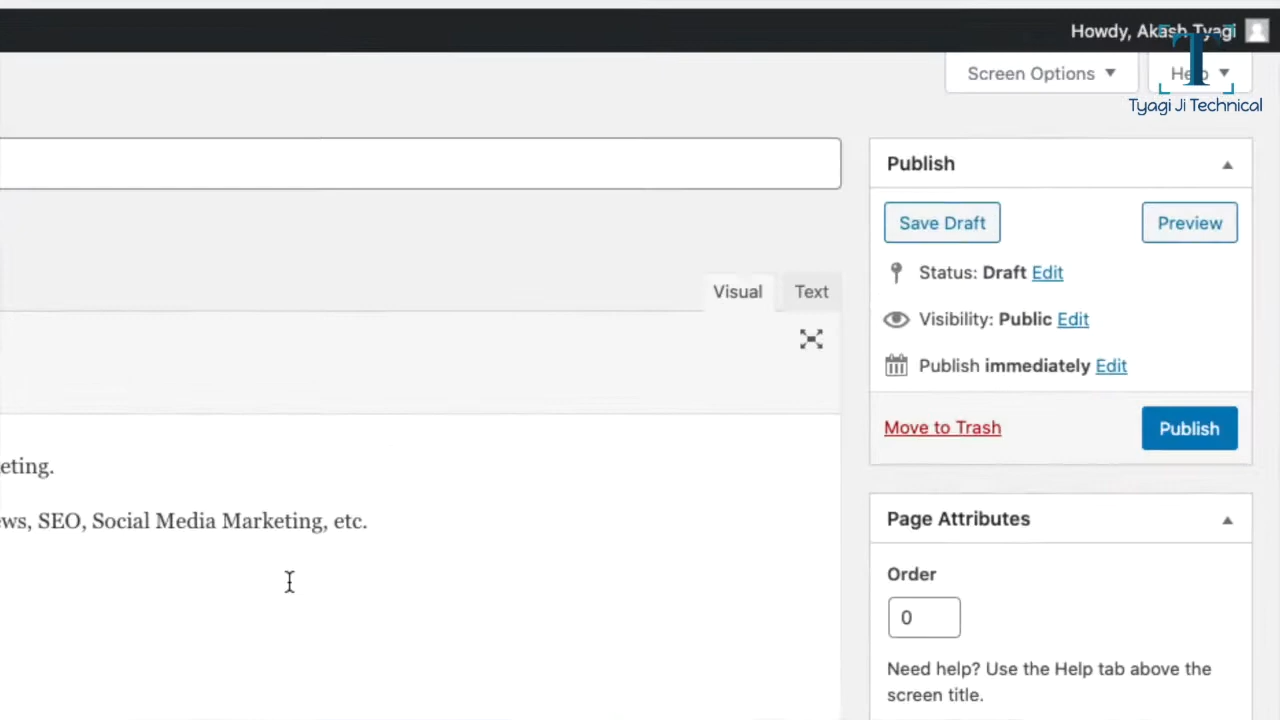 Howdy, Akash Tyagi
Screen Options
Help
Tyagi Ji Technical
Publish
Save Draft
Preview
Status: Draft Edit
Visual
Text
Visibility: Public Edit
Publish immediately Edit
Move to Trash
Publish
eting.
ws, SEO, Social Media Marketing, etc.
Page Attributes
Order
0
Need help? Use the Help tab above the
screen title.